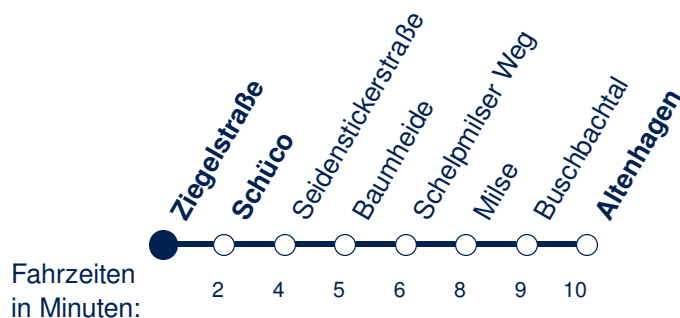 Ziegelstraße
Schüco
Seidenstickerstraße
Baumheide
Schelpmilser Weg
Milse
Buschbachtal
Altenhagen
Fahrzeiten
in Minuten:
2 4 5 6 8 9 10